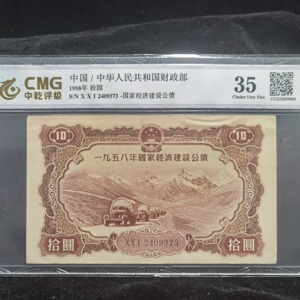 CMG
中乾评级
中国 / 中华人民共和国财政部
1958年 拾圆
S/N X X I 2409373 -国家经济建设公债
35
Choice Very Fine
10
10
一九五八年國家經濟建設公債
拾圓
XXI 2409373
拾圓